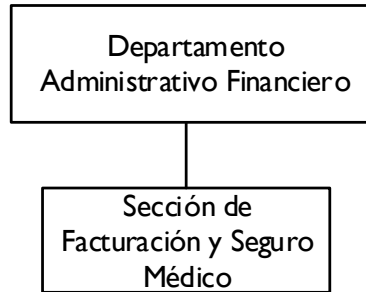 Departamento
Administrativo Financiero
Sección de
Facturación y Seguro
Médico